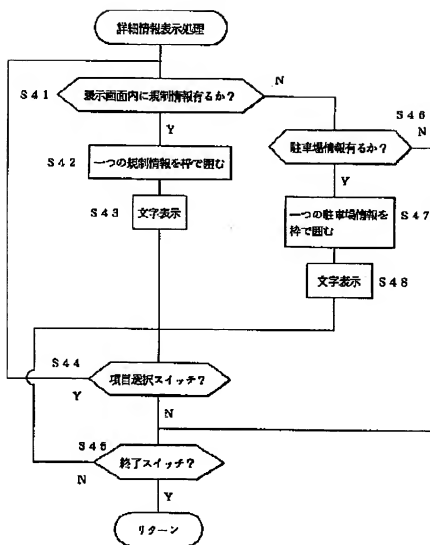 詳細情報表示処理
S41
表示画面内に規制情報有るか?
N
Y
S46
駐車場情報有るか?
N
Y
S42
一つの規制情報を枠で囲む
S43
文字表示
一つの駐車場情報を
枠で囲む
S47
文字表示
S48
S44
項目選択スイッチ?
Y
N
S45
終了スイッチ?
N
Y
リターン